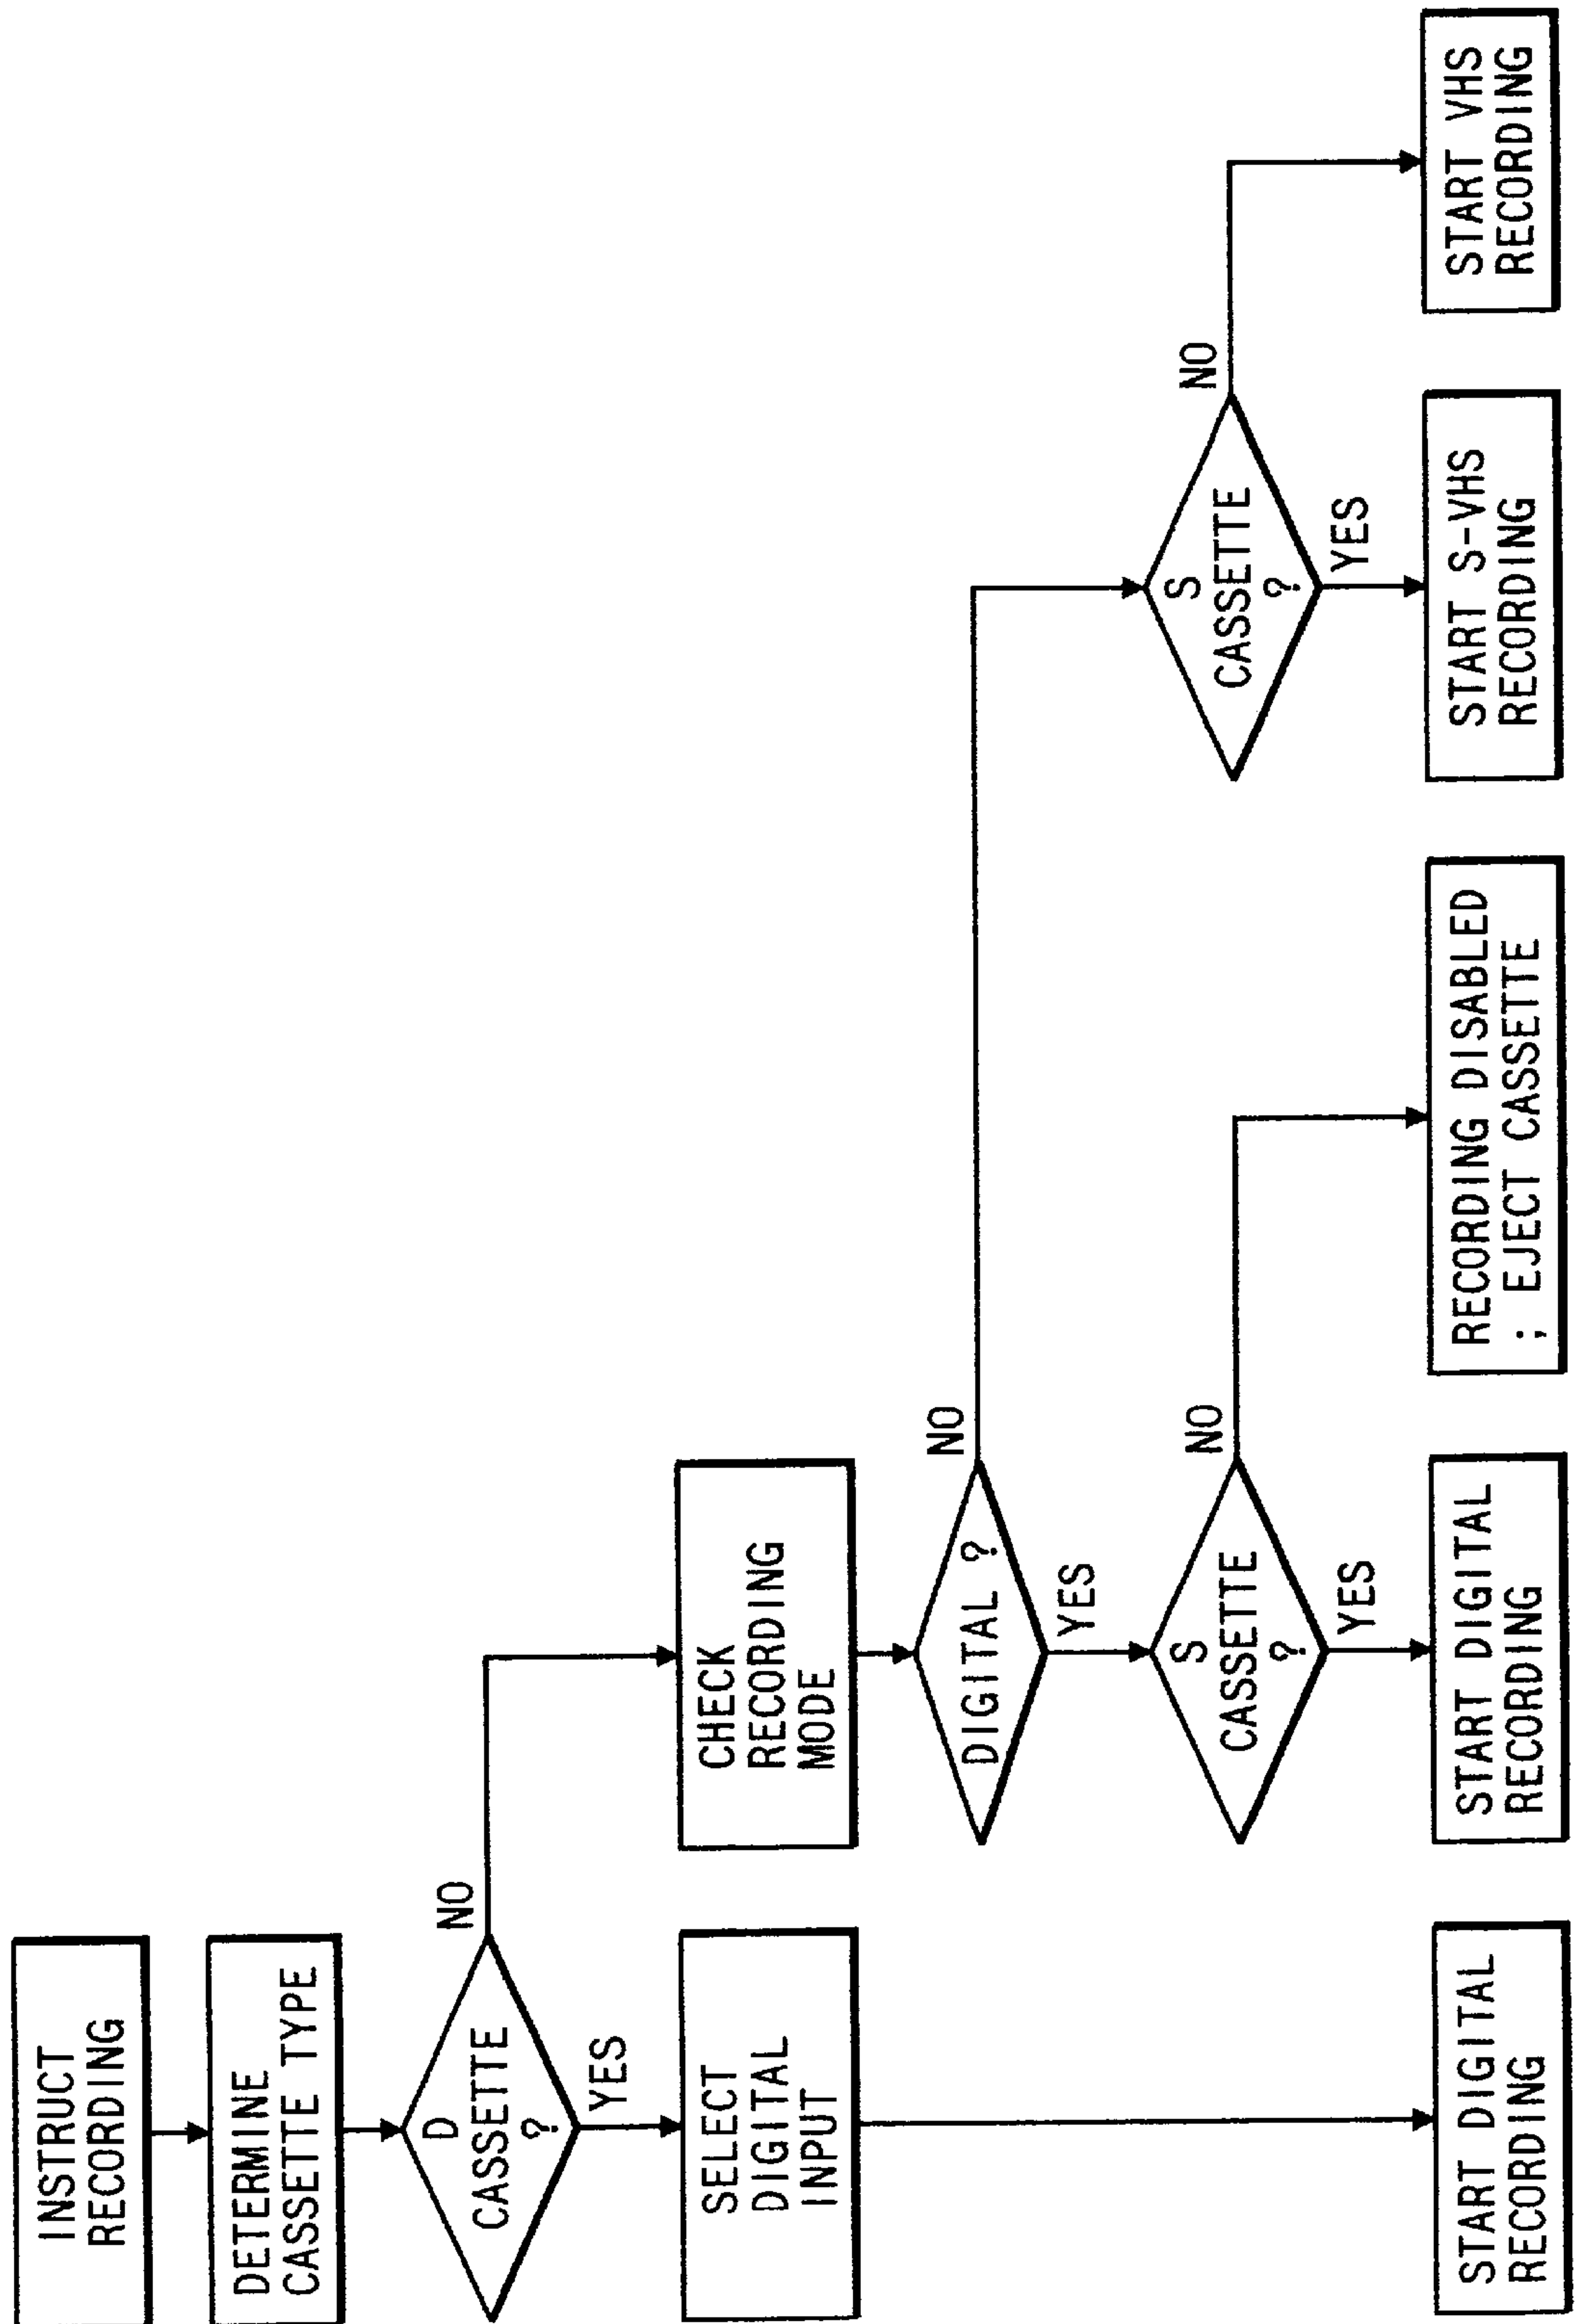 INSTRUCT
RECORDING
DETERMINE
CASSETTE TYPE
D
CASSETTE
?
NO
YES
SELECT
DIGITAL
INPUT
CHECK
RECORDING
MODE
DIGITAL ?
NO
YES
S
CASSETTE
?
NO
YES
S
CASSETTE
?
NO
YES
START DIGITAL
RECORDING
START DIGITAL
RECORDING
RECORDING DISABLED
; EJECT CASSETTE
START S-VHS
RECORDING
START VHS
RECORDING